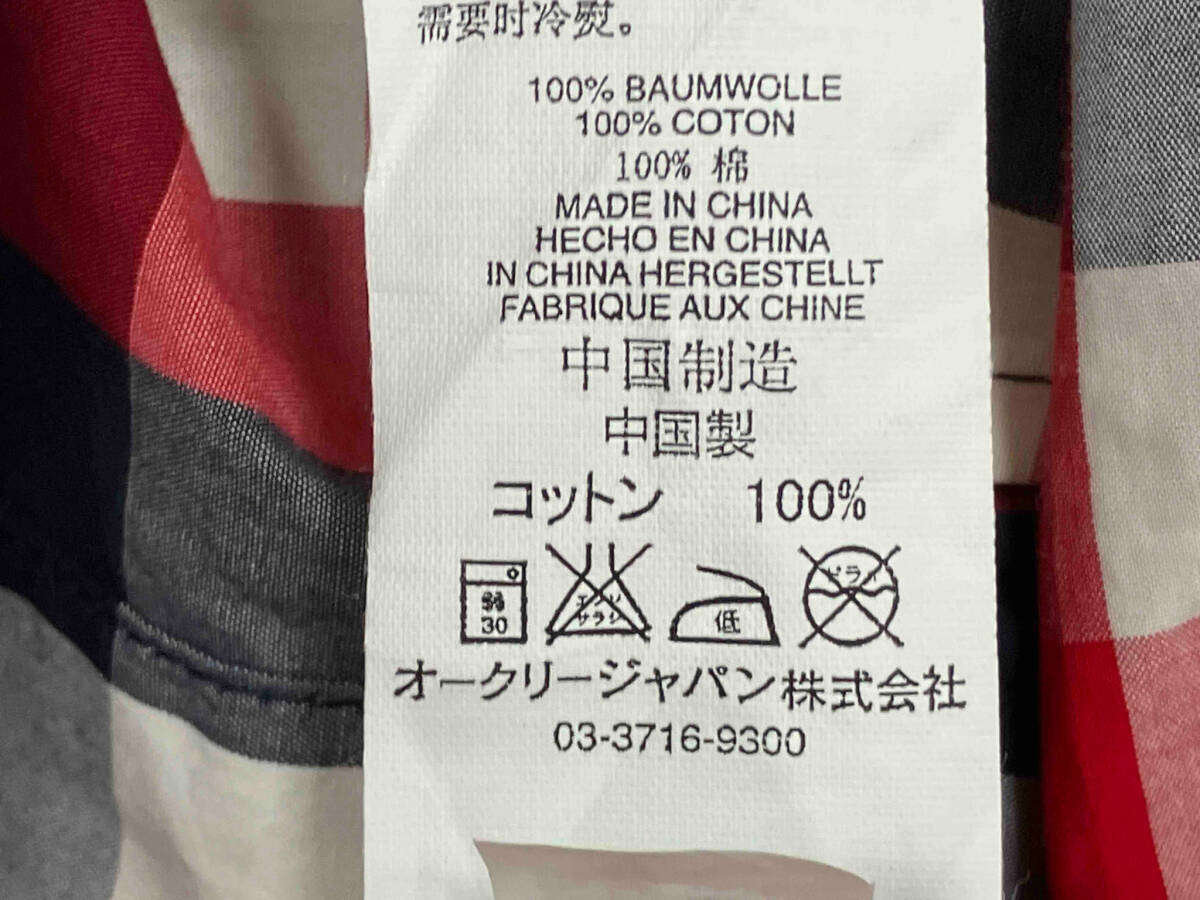 需要时冷熨。
100% BAUMWOLLE
100% COTON
100% 棉
MADE IN CHINA
HECHO EN CHINA
IN CHINA HERGESTELLT
FABRIQUE AUX CHINE
中国制造
中国製
コットン 100%
弱 30 エンソ サラシ 低 ドライ
オークリージャパン株式会社
03-3716-9300